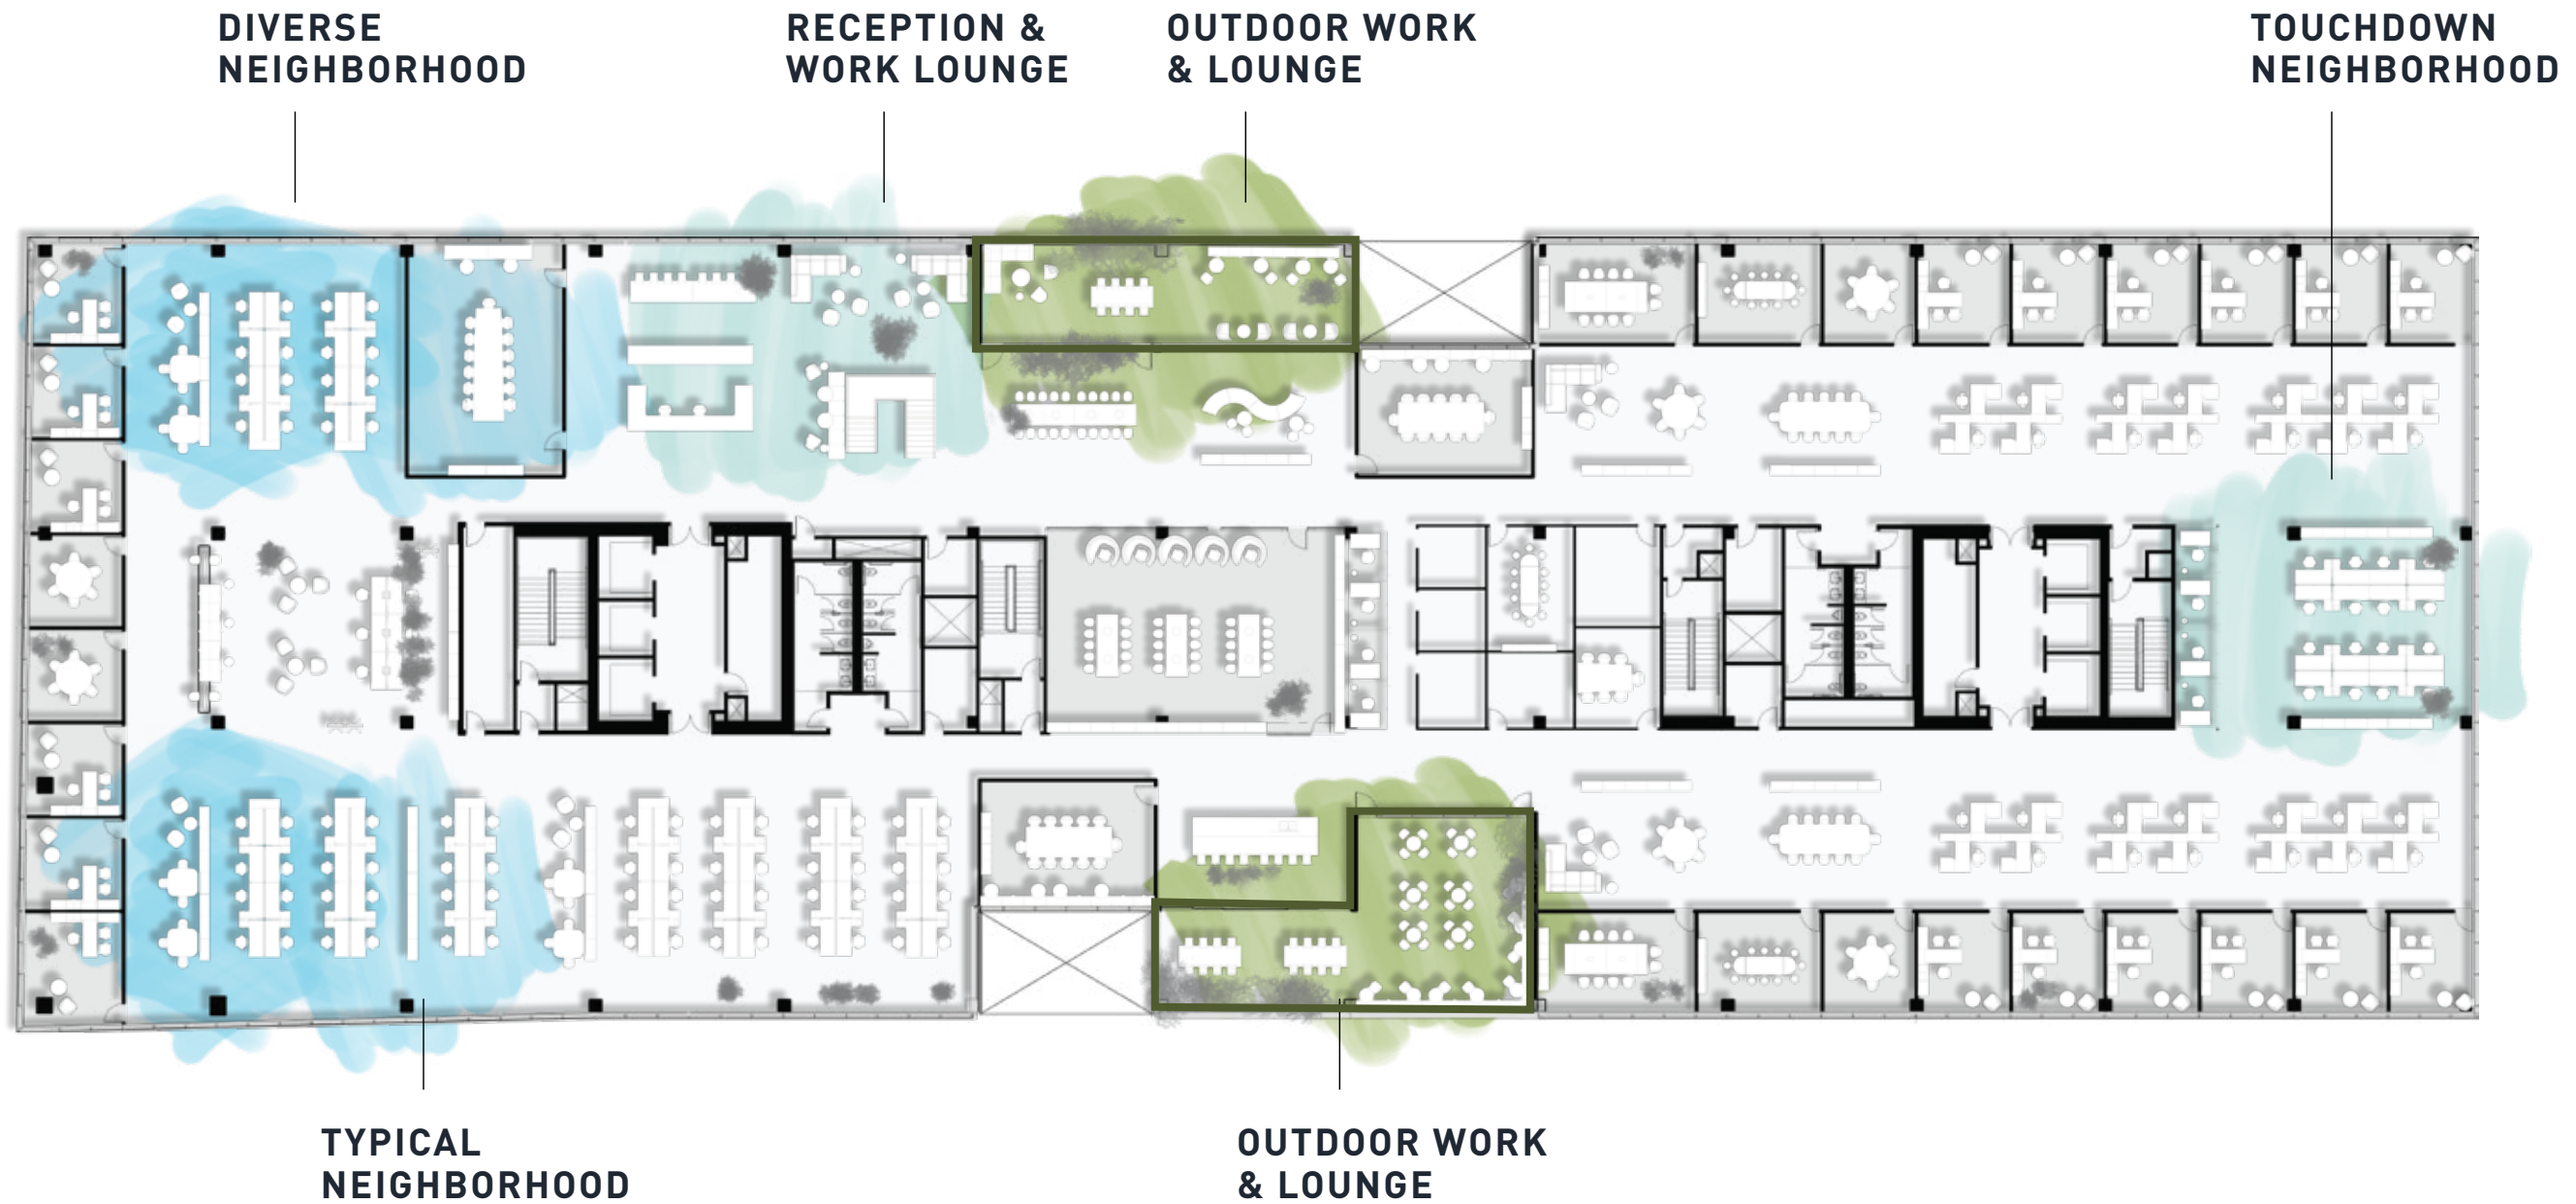 DIVERSE
NEIGHBORHOOD
RECEPTION &
WORK LOUNGE
OUTDOOR WORK
& LOUNGE
TOUCHDOWN
NEIGHBORHOOD
TYPICAL
NEIGHBORHOOD
OUTDOOR WORK
& LOUNGE